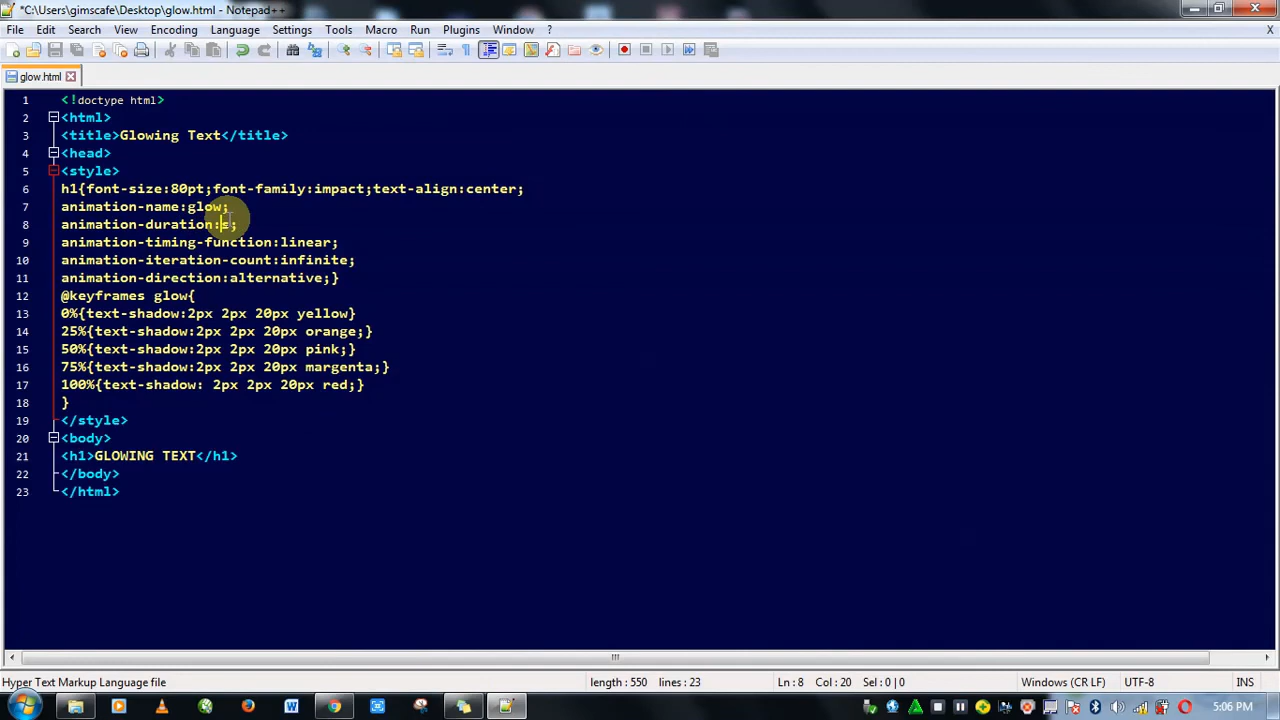 *C:\Users\gimscafe\Desktop\glow.html - Notepad++
File Edit Search View Encoding Language Settings Tools Macro Run Plugins Window ? X
glow.html
1 <!doctype html>
2 <html>
3 <title>Glowing Text</title>
4 <head>
5 <style>
6 h1{font-size:80pt;font-family:impact;text-align:center;
7 animation-name:glow;
8 animation-duration:s;
9 animation-timing-function:linear;
10 animation-iteration-count:infinite;
11 animation-direction:alternative;}
12 @keyframes glow{
13 0%{text-shadow:2px 2px 20px yellow}
14 25%{text-shadow:2px 2px 20px orange;}
15 50%{text-shadow:2px 2px 20px pink;}
16 75%{text-shadow:2px 2px 20px margenta;}
17 100%{text-shadow: 2px 2px 20px red;}
18 }
19 </style>
20 <body>
21 <h1>GLOWING TEXT</h1>
22 </body>
23 </html>
Hyper Text Markup Language file length : 550 lines : 23 Ln : 8 Col : 20 Sel : 0 | 0 Windows (CR LF) UTF-8 INS
5:06 PM